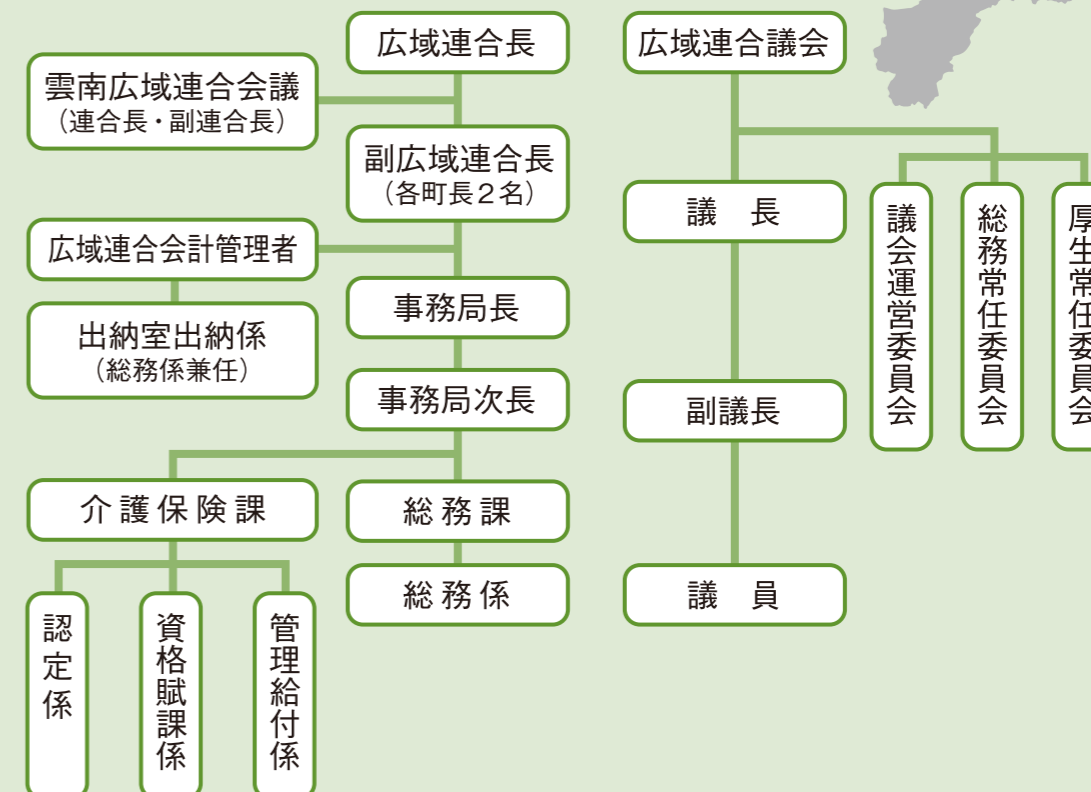 広域連合長
雲南広域連合会議
（連合長・副連合長）
副広域連合長
（各町長２名）
広域連合会計管理者
出納室出納係
（総務係兼任）
事務局長
事務局次長
介護保険課
総務課
総務係
認定係
資格賦課係
管理給付係
広域連合議会
議　長
副議長
議　員
議会運営委員会
総務常任委員会
厚生常任委員会